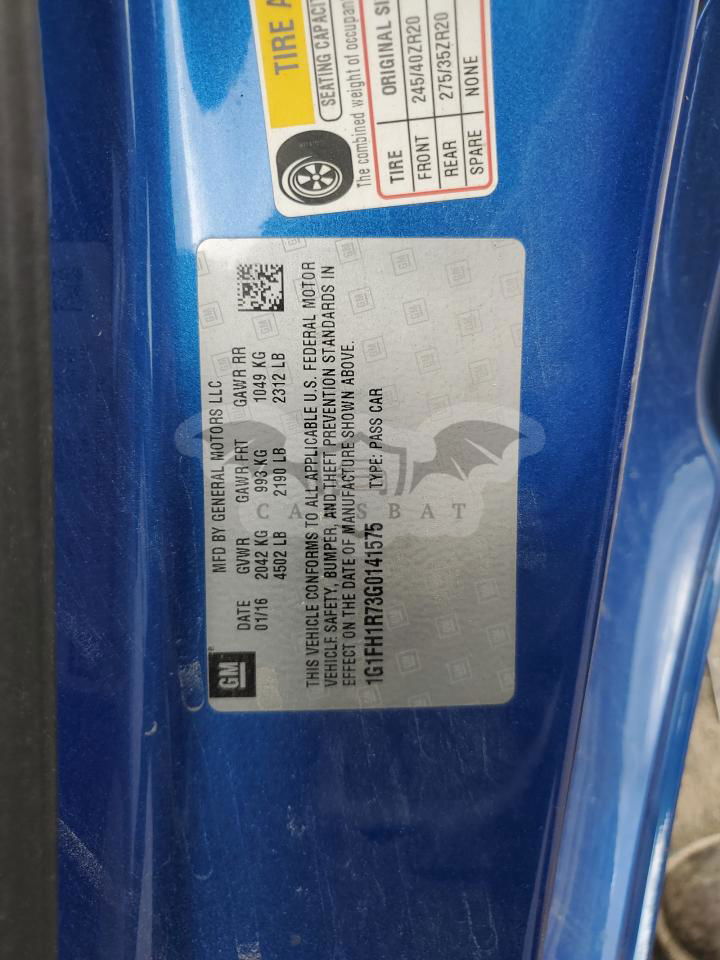 TIRE A
SEATING CAPACIT
The combined weight of occupan
TIRE ORIGINAL SI
FRONT 245/40ZR20
REAR 275/35ZR20
SPARE NONE
GM
MFD BY GENERAL MOTORS LLC
DATE GVWR GAWR FRT GAWR RR
01/16 2042 KG 993 KG 1049 KG
4502 LB 2190 LB 2312 LB
THIS VEHICLE CONFORMS TO ALL APPLICABLE U.S. FEDERAL MOTOR
VEHICLE SAFETY, BUMPER, AND THEFT PREVENTION STANDARDS IN
EFFECT ON THE DATE OF MANUFACTURE SHOWN ABOVE.
1G1FH1R73G0141575 TYPE: PASS CAR
CARSBAT